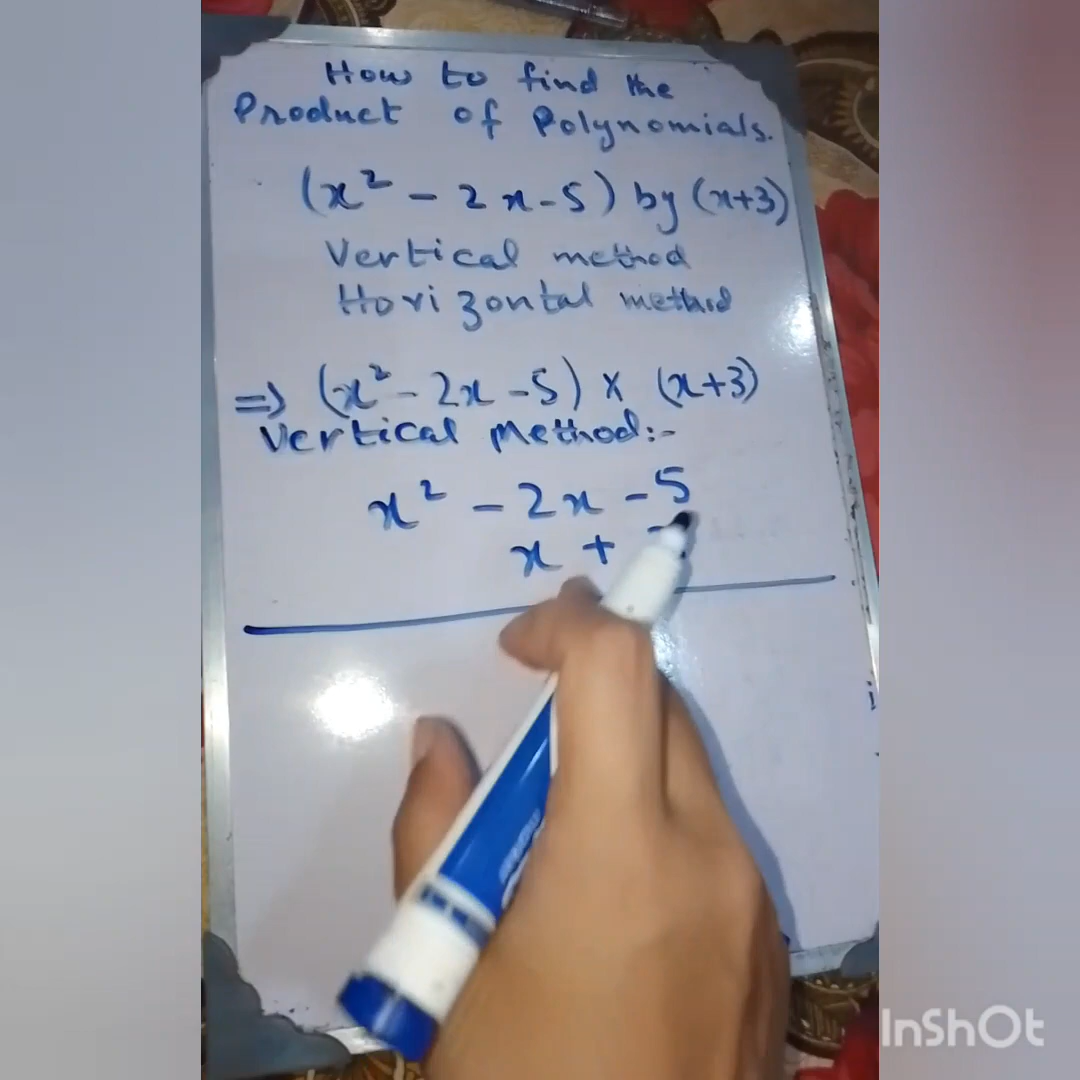 How to find the
Product of Polynomials.
(x² - 2x-5) by (x+3)
Vertical method
Horizontal method
=> (x² - 2x - 5) x (x+3)
Vertical Method:-
x² - 2x - 5
x +
InShOt